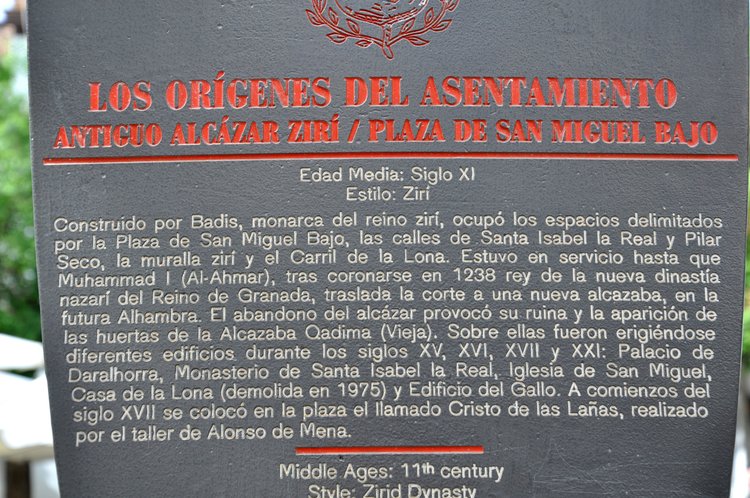 LOS ORÍGENES DEL ASENTAMIENTO
ANTIGUO ALCÁZAR ZIRÍ / PLAZA DE SAN MIGUEL BAJO
Edad Media: Siglo XI
Estilo: Zirí
Construido por Badis, monarca del reino zirí, ocupó los espacios delimitados
por la Plaza de San Miguel Bajo, las calles de Santa Isabel la Real y Pilar
Seco, la muralla zirí y el Carril de la Lona. Estuvo en servicio hasta que
Muhammad I (Al-Ahmar), tras coronarse en 1238 rey de la nueva dinastía
nazarí del Reino de Granada, traslada la corte a una nueva alcazaba, en la
futura Alhambra. El abandono del alcázar provocó su ruina y la aparición de
las huertas de la Alcazaba Qadima (Vieja). Sobre ellas fueron erigiéndose
diferentes edificios durante los siglos XV, XVI, XVII y XXI: Palacio de
Daralhorra, Monasterio de Santa Isabel la Real, Iglesia de San Miguel,
Casa de la Lona (demolida en 1975) y Edificio del Gallo. A comienzos del
siglo XVII se colocó en la plaza el llamado Cristo de las Lañas, realizado
por el taller de Alonso de Mena.
Middle Ages: 11th century
Style: Zirid Dynasty